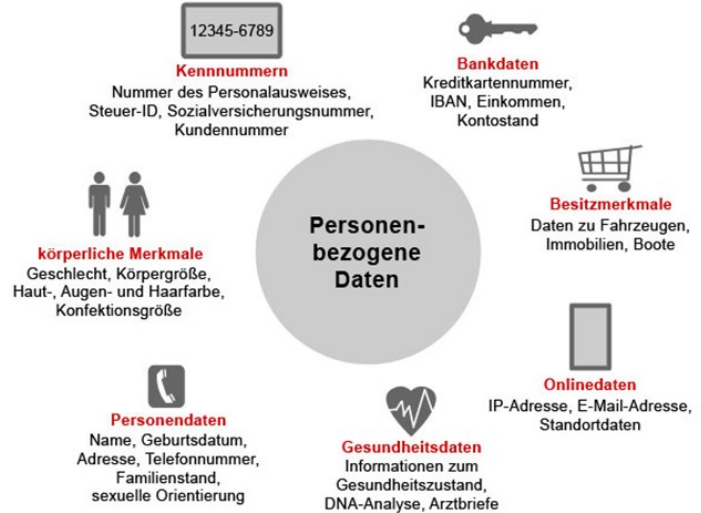 12345-6789
Kennnummern
Nummer des Personalausweises,
Steuer-ID, Sozialversicherungsnummer,
Kundennummer
Bankdaten
Kreditkartennummer,
IBAN, Einkommen,
Kontostand
Besitzmerkmale
Daten zu Fahrzeugen,
Immobilien, Boote
Personen-
bezogene
Daten
körperliche Merkmale
Geschlecht, Körpergröße,
Haut-, Augen- und Haarfarbe,
Konfektionsgröße
Onlinedaten
IP-Adresse, E-Mail-Adresse,
Standortdaten
Personendaten
Name, Geburtsdatum,
Adresse, Telefonnummer,
Familienstand,
sexuelle Orientierung
Gesundheitsdaten
Informationen zum
Gesundheitszustand,
DNA-Analyse, Arztbriefe